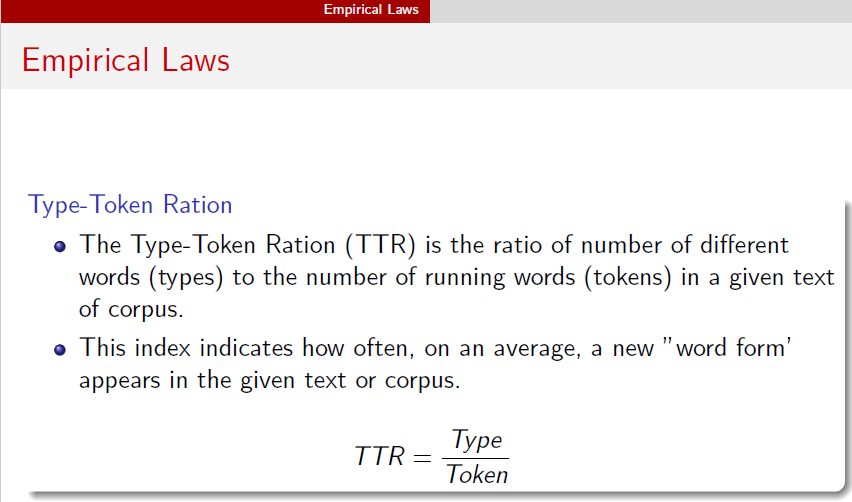 Empirical Laws
Empirical Laws
Type-Token Ration
The Type-Token Ration (TTR) is the ratio of number of different
words (types) to the number of running words (tokens) in a given text
of corpus.
This index indicates how often, on an average, a new ”word form’
appears in the given text or corpus.
TTR = Type
Token